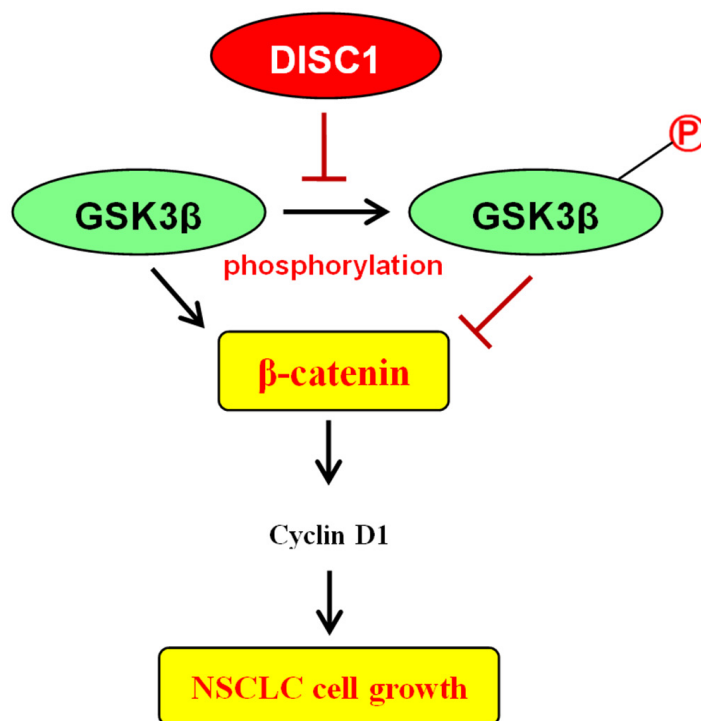 DISC1
P
GSK3β
GSK3β
phosphorylation
β-catenin
Cyclin D1
NSCLC cell growth